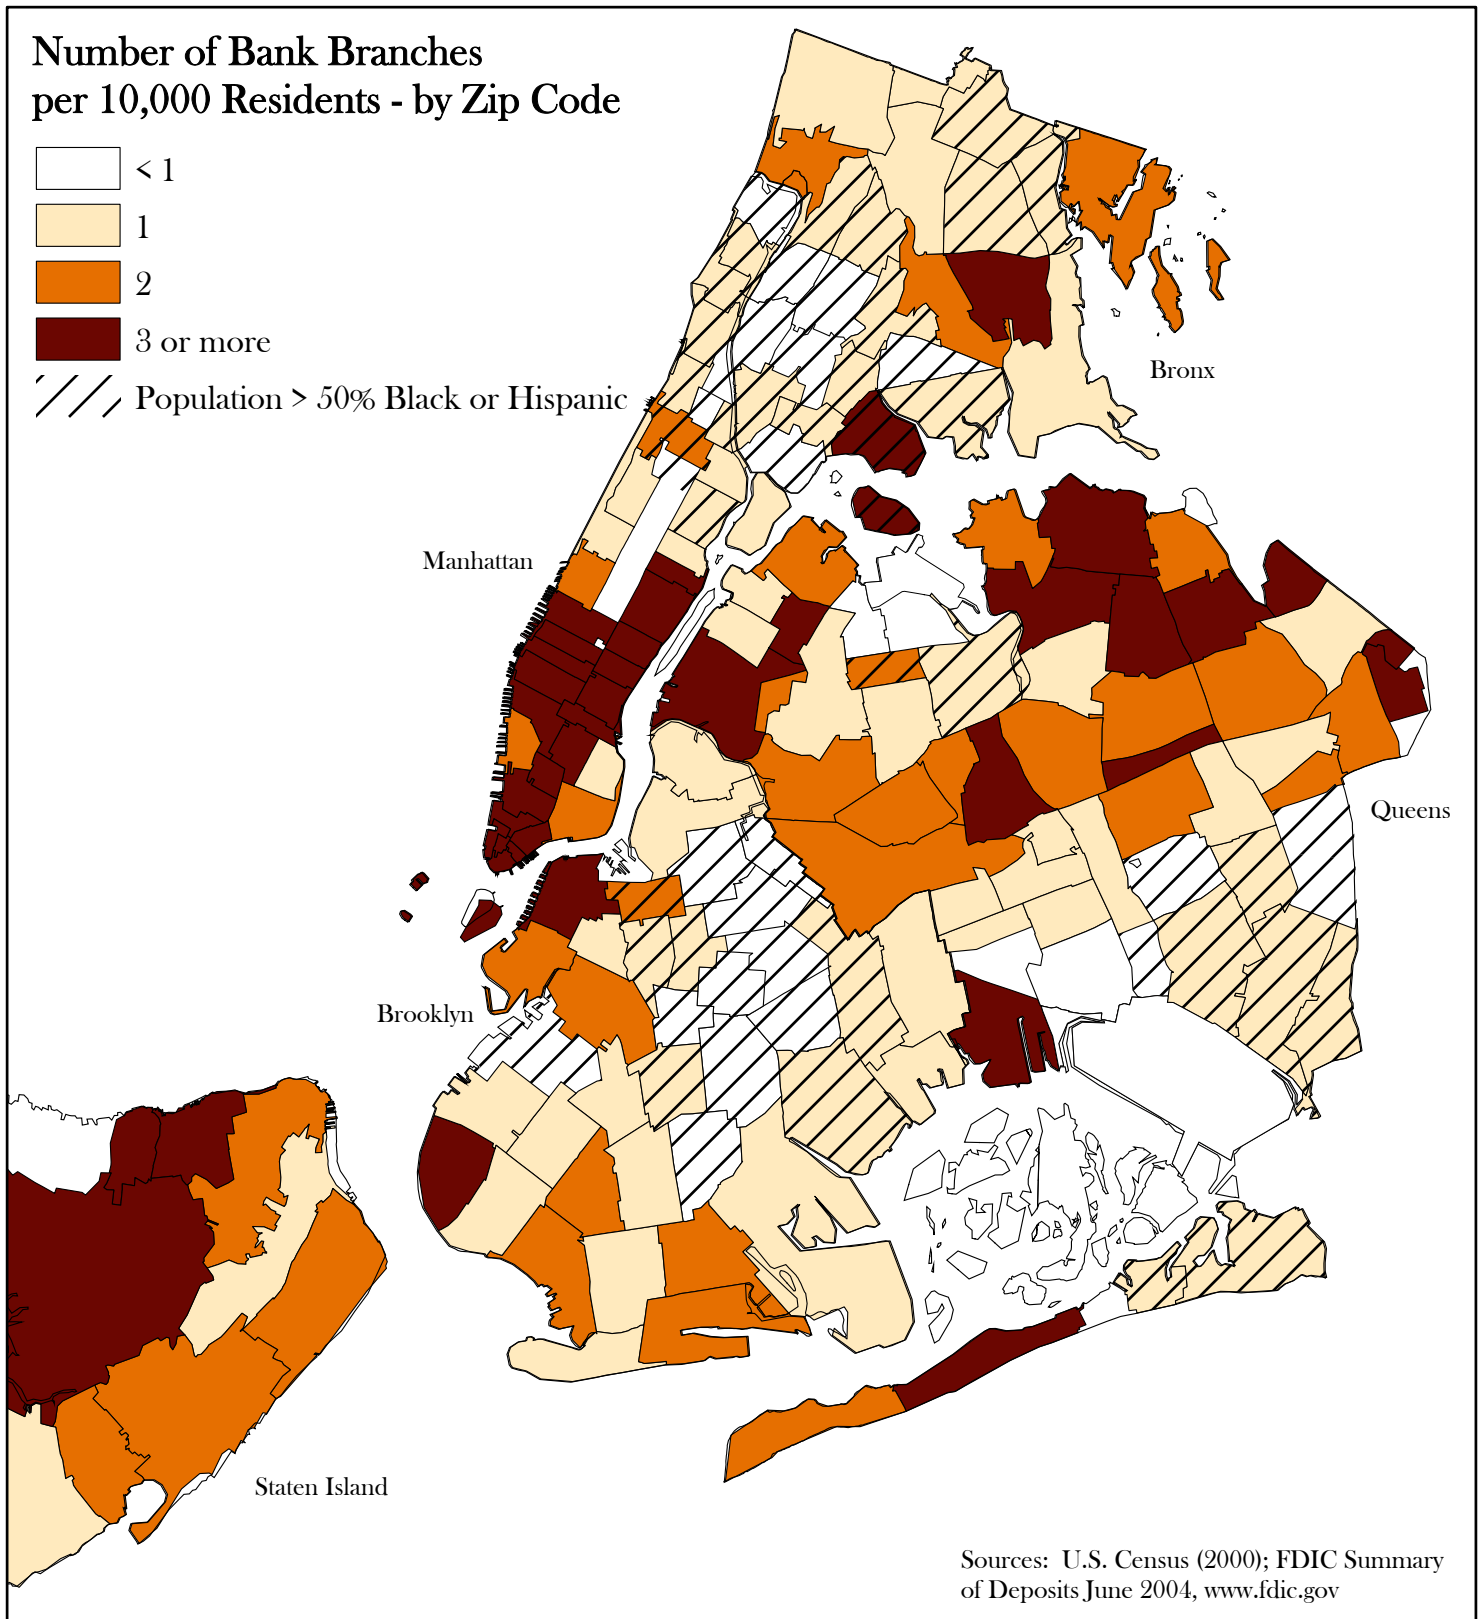 Number of Bank Branches
per 10,000 Residents - by Zip Code
< 1
1
2
3 or more
Population > 50% Black or Hispanic
Bronx
Manhattan
Queens
Brooklyn
Staten Island
Sources: U.S. Census (2000); FDIC Summary
of Deposits June 2004, www.fdic.gov